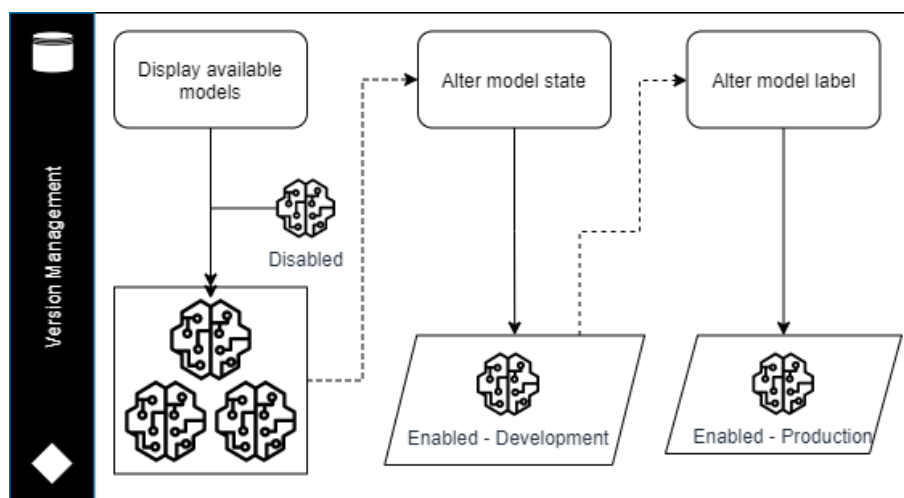 Version Management
Display available
models
Disabled
Alter model state
Enabled - Development
Alter model label
Enabled - Production